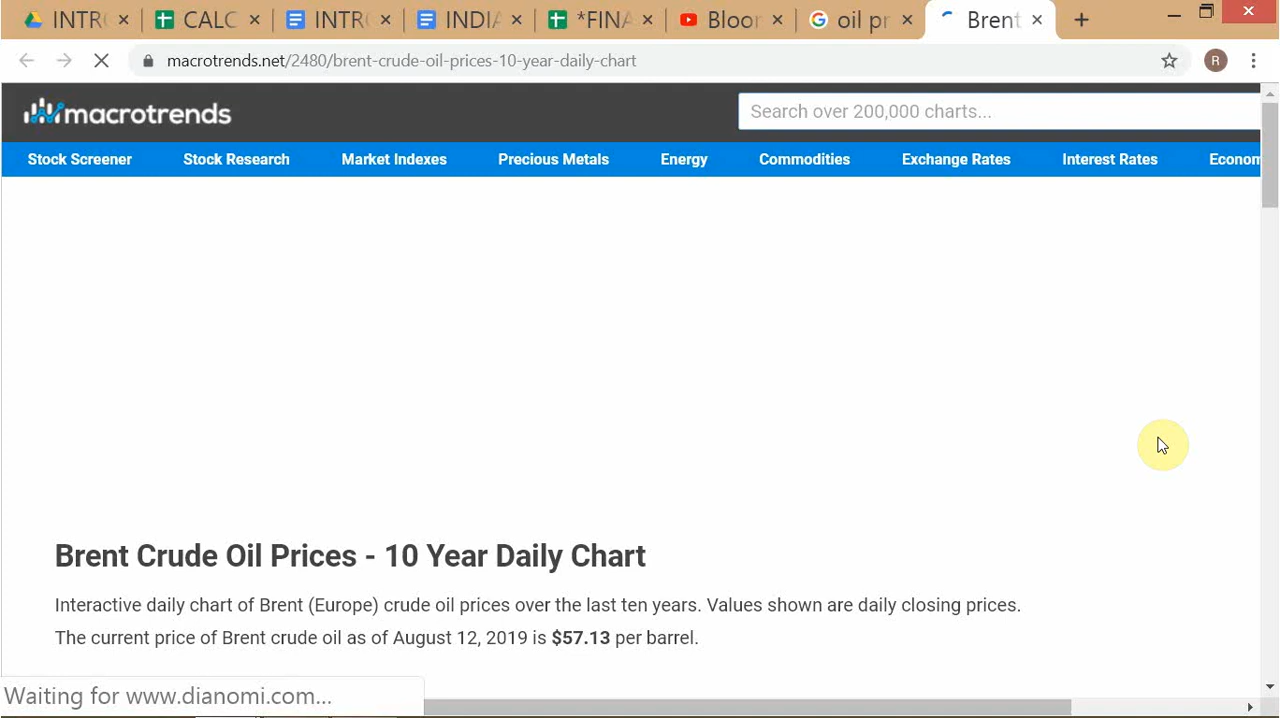 INTRO
CALC
INTRO
INDIA
*FINA
Bloor
oil pr
Brent
macrotrends.net/2480/brent-crude-oil-prices-10-year-daily-chart
R
macrotrends
Search over 200,000 charts...
Stock Screener Stock Research Market Indexes Precious Metals Energy Commodities Exchange Rates Interest Rates Econom
Brent Crude Oil Prices - 10 Year Daily Chart
Interactive daily chart of Brent (Europe) crude oil prices over the last ten years. Values shown are daily closing prices.
The current price of Brent crude oil as of August 12, 2019 is $57.13 per barrel.
Waiting for www.dianomi.com...